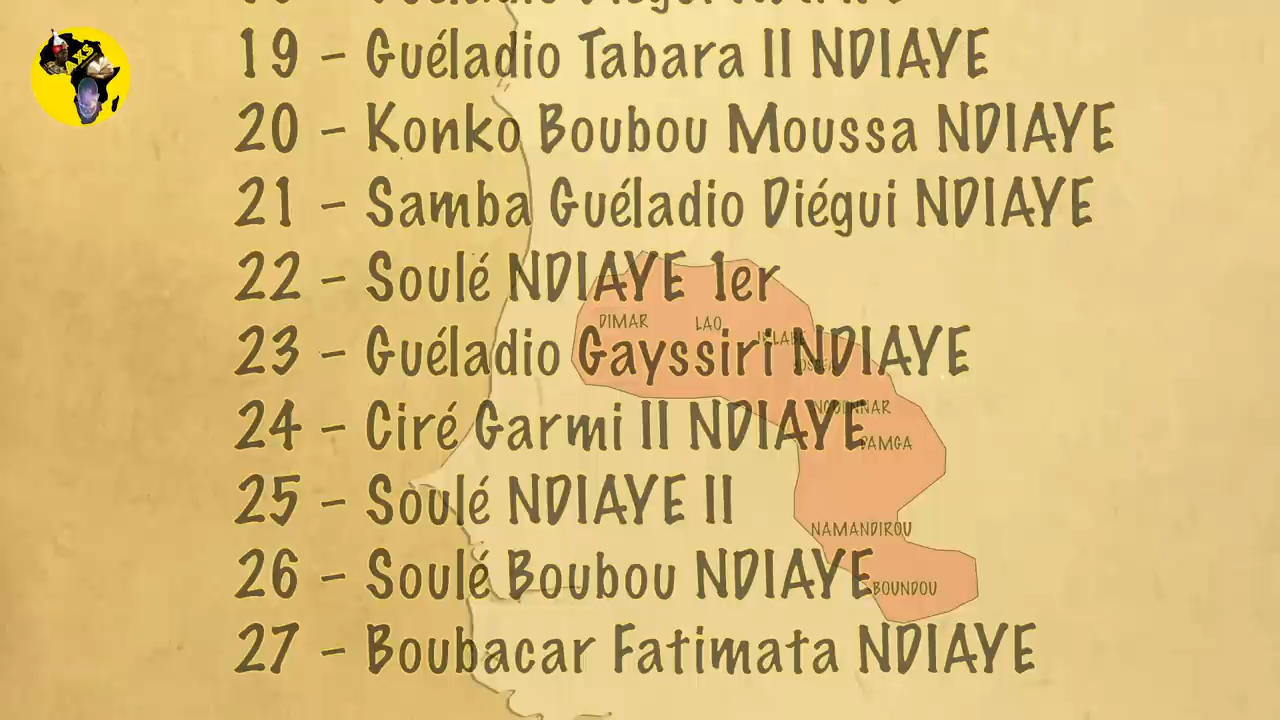 19 – Guéladio Tabara II NDIAYE
20 – Konko Boubou Moussa NDIAYE
21 – Samba Guéladio Diégui NDIAYE
22 – Soulé NDIAYE 1er
DIMAR
LAO
23 – Guéladio Gayssiri NDIAYE
24 – Ciré Garmi II NDIAYE
DAMGA
25 – Soulé NDIAYE II
NAMANDIROU
26 – Soulé Boubou NDIAYE
BOUNDOU
27 – Boubacar Fatimata NDIAYE
AXS